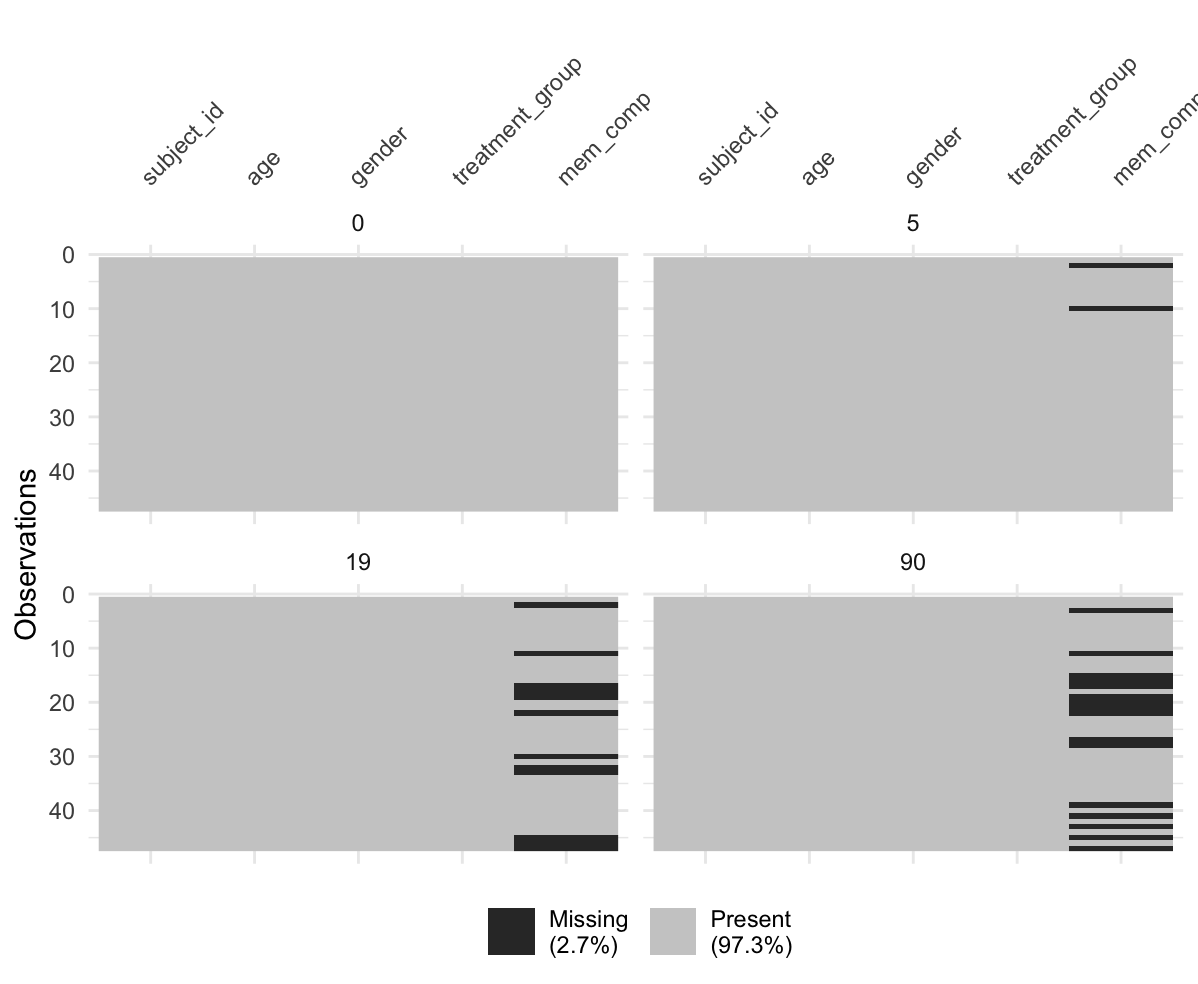 subject_id
age
gender
treatment_group
mem_comp
subject_id
age
gender
treatment_group
mem_comp
0
5
0
10
20
30
40
19
90
0
10
20
30
40
Observations
Missing
(2.7%)
Present
(97.3%)